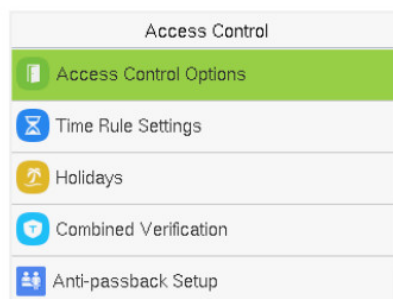 Access Control
Access Control Options
Time Rule Settings
Holidays
Combined Verification
Anti-passback Setup